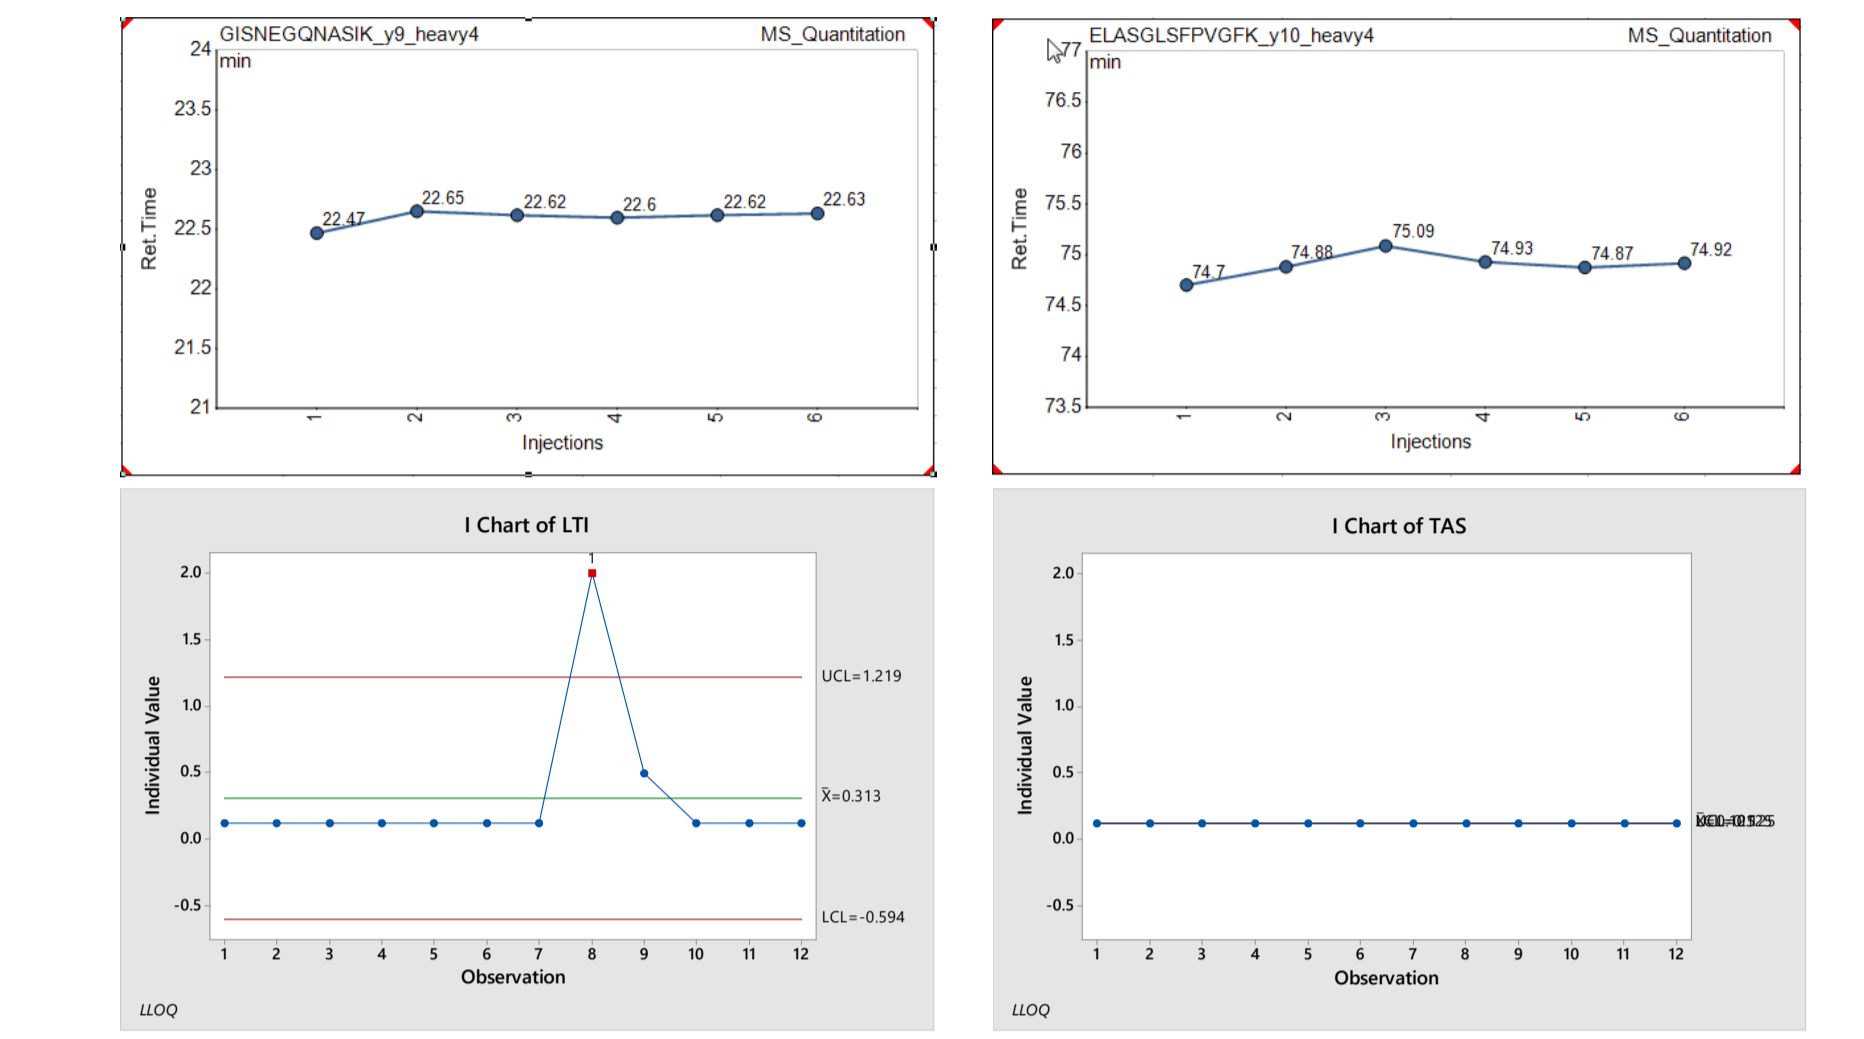 GISNEGQNASIK_y9_heavy4 MS_Quantitation
min
24
23.5
23
22.5
22
21.5
21
Ret.Time
22.47 22.65 22.62 22.6 22.62 22.63
1 2 3 4 5 6
Injections
ELASGLSFPVGFK_y10_heavy4 MS_Quantitation
min
77
76.5
76
75.5
75
74.5
74
73.5
Ret.Time
74.7 74.88 75.09 74.93 74.87 74.92
1 2 3 4 5 6
Injections
I Chart of LTI
1
2.0
1.5
1.0
0.5
0.0
-0.5
Individual Value
UCL=1.219
X̄=0.313
LCL=-0.594
1 2 3 4 5 6 7 8 9 10 11 12
Observation
LLOQ
I Chart of TAS
2.0
1.5
1.0
0.5
0.0
-0.5
Individual Value
1 2 3 4 5 6 7 8 9 10 11 12
Observation
LLOQ